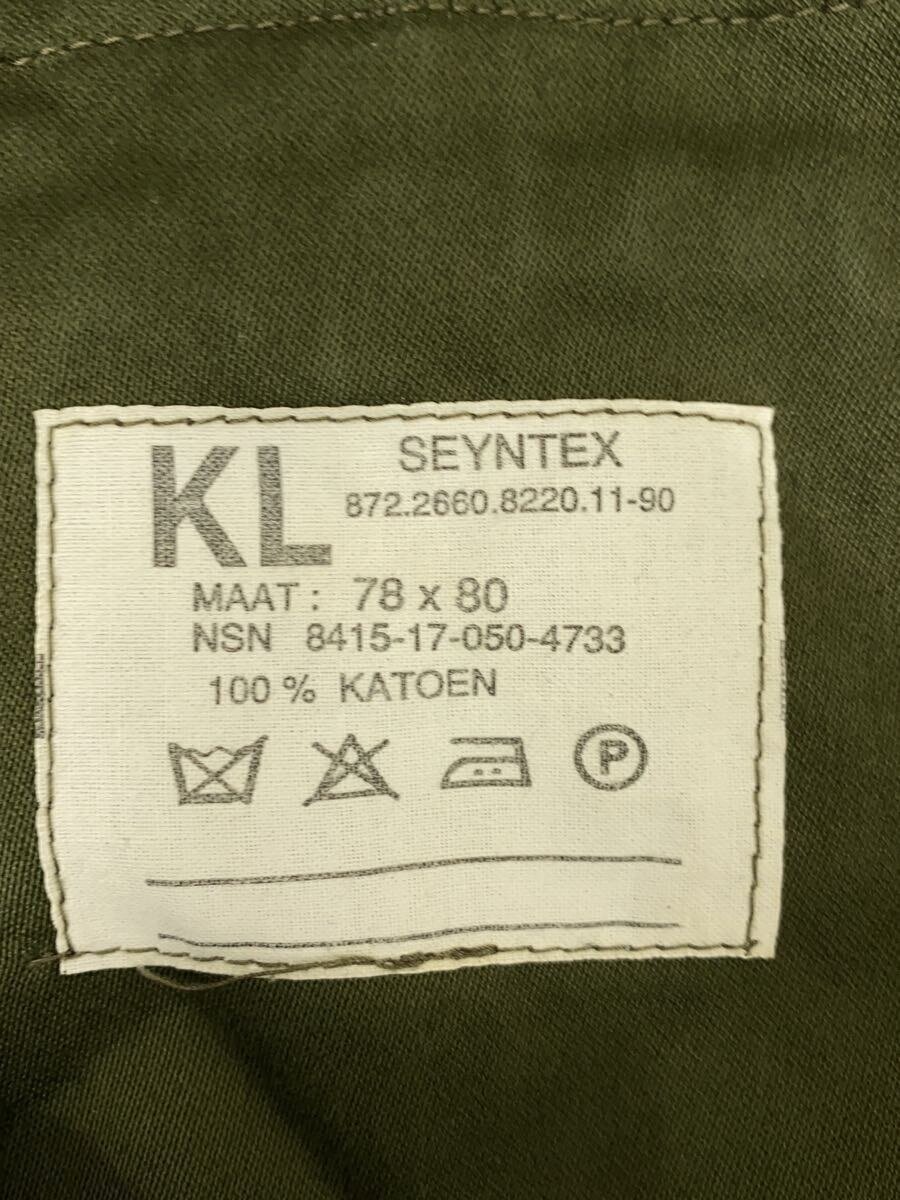 KL
SEYNTEX
872.2660.8220.11-90
MAAT : 78 x 80
NSN 8415-17-050-4733
100 % KATOEN
P